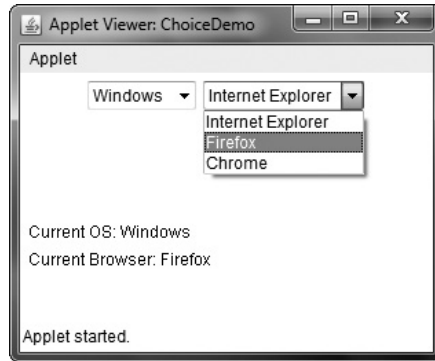 Applet Viewer: ChoiceDemo
Applet
Windows Internet Explorer
Internet Explorer
Firefox
Chrome
Current OS: Windows
Current Browser: Firefox
Applet started.